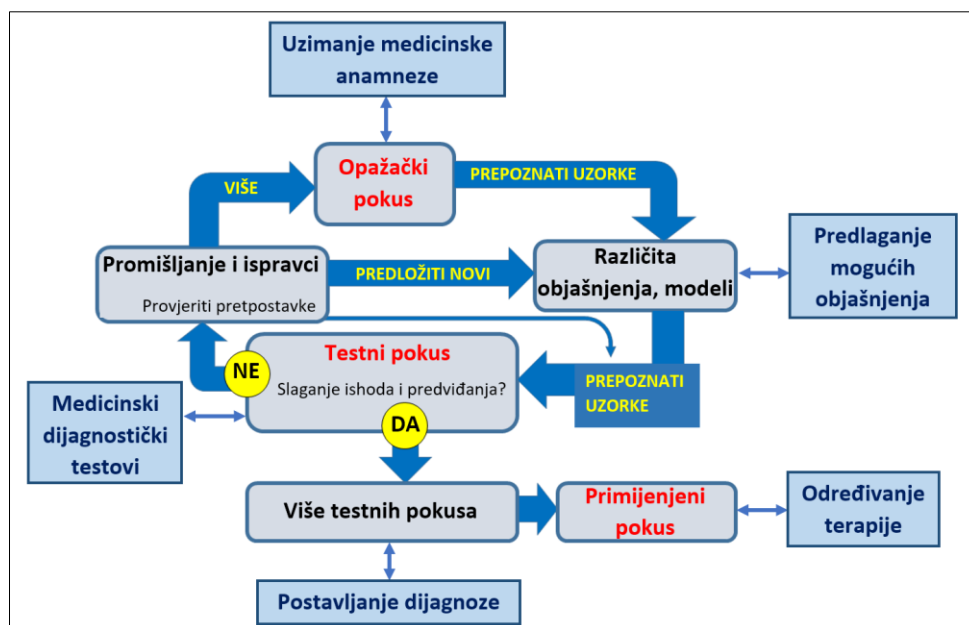 Uzimanje medicinske
anamneze
Opažački
pokus
PREPOZNATI UZORKE
VIŠE
Promišljanje i ispravci
Provjeriti pretpostavke
PREDLOŽITI NOVI
Različita
objašnjenja, modeli
Predlaganje
mogućih
objašnjenja
Testni pokus
Slaganje ishoda i predviđanja?
NE
DA
PREPOZNATI
UZORKE
Medicinski
dijagnostički
testovi
Više testnih pokusa
Primijenjeni
pokus
Određivanje
terapije
Postavljanje dijagnoze